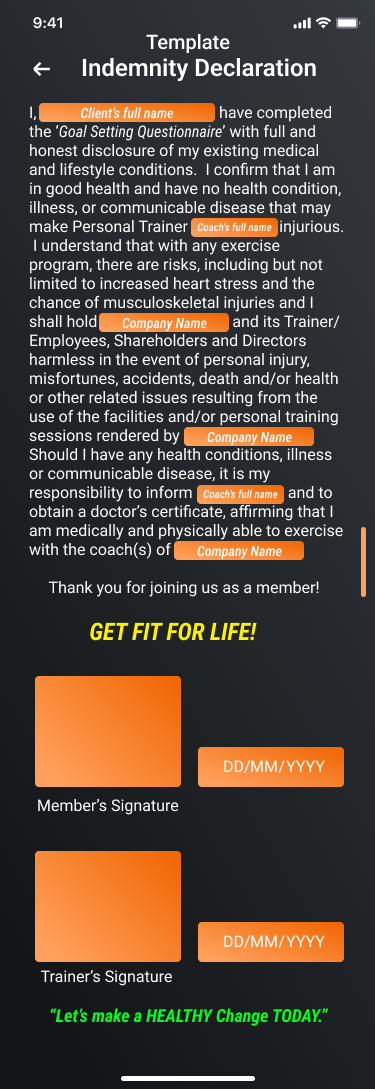 9:41
Template
Indemnity Declaration
I, Client's full name have completed
the ‘Goal Setting Questionnaire’ with full and
honest disclosure of my existing medical
and lifestyle conditions. I confirm that I am
in good health and have no health condition,
illness, or communicable disease that may
make Personal Trainer Coach's full name injurious.
I understand that with any exercise
program, there are risks, including but not
limited to increased heart stress and the
chance of musculoskeletal injuries and I
shall hold Company Name and its Trainer/
Employees, Shareholders and Directors
harmless in the event of personal injury,
misfortunes, accidents, death and/or health
or other related issues resulting from the
use of the facilities and/or personal training
sessions rendered by Company Name
Should I have any health conditions, illness
or communicable disease, it is my
responsibility to inform Coach's full name and to
obtain a doctor’s certificate, affirming that I
am medically and physically able to exercise
with the coach(s) of Company Name
Thank you for joining us as a member!
GET FIT FOR LIFE!
DD/MM/YYYY
Member’s Signature
DD/MM/YYYY
Trainer’s Signature
“Let’s make a HEALTHY Change TODAY.”